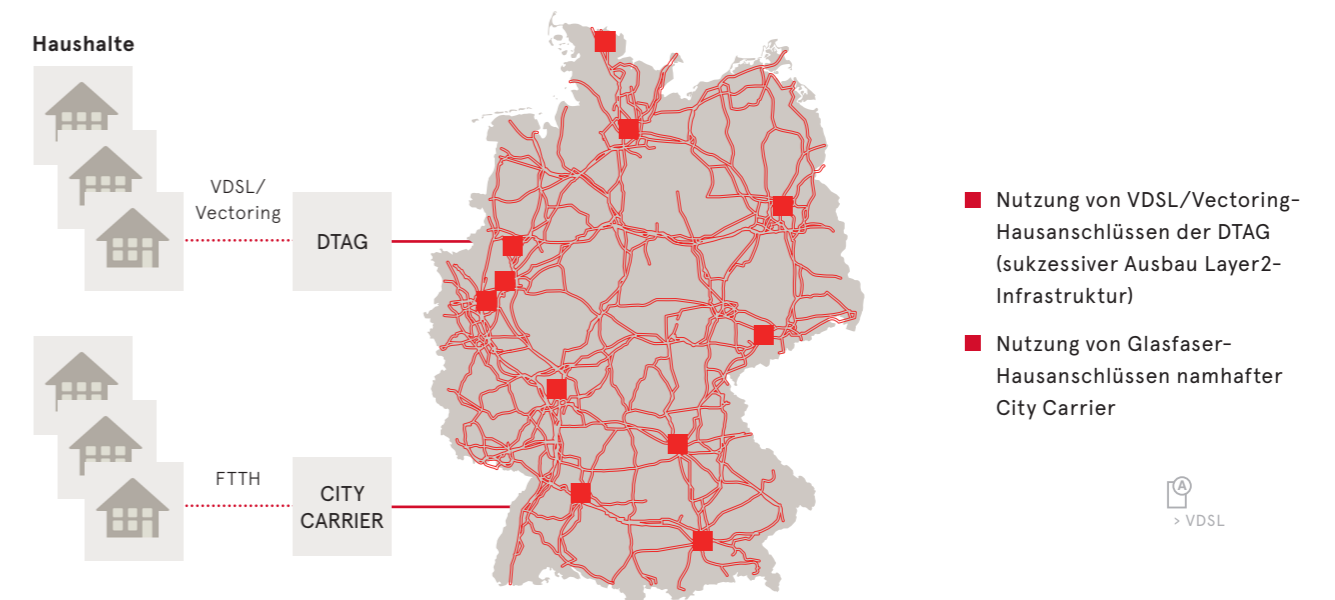 Haushalte
VDSL/
Vectoring
DTAG
FTTH
CITY
CARRIER
Nutzung von VDSL/Vectoring-
Hausanschlüssen der DTAG
(sukzessiver Ausbau Layer2-
Infrastruktur)
Nutzung von Glasfaser-
Hausanschlüssen namhafter
City Carrier
A
> VDSL